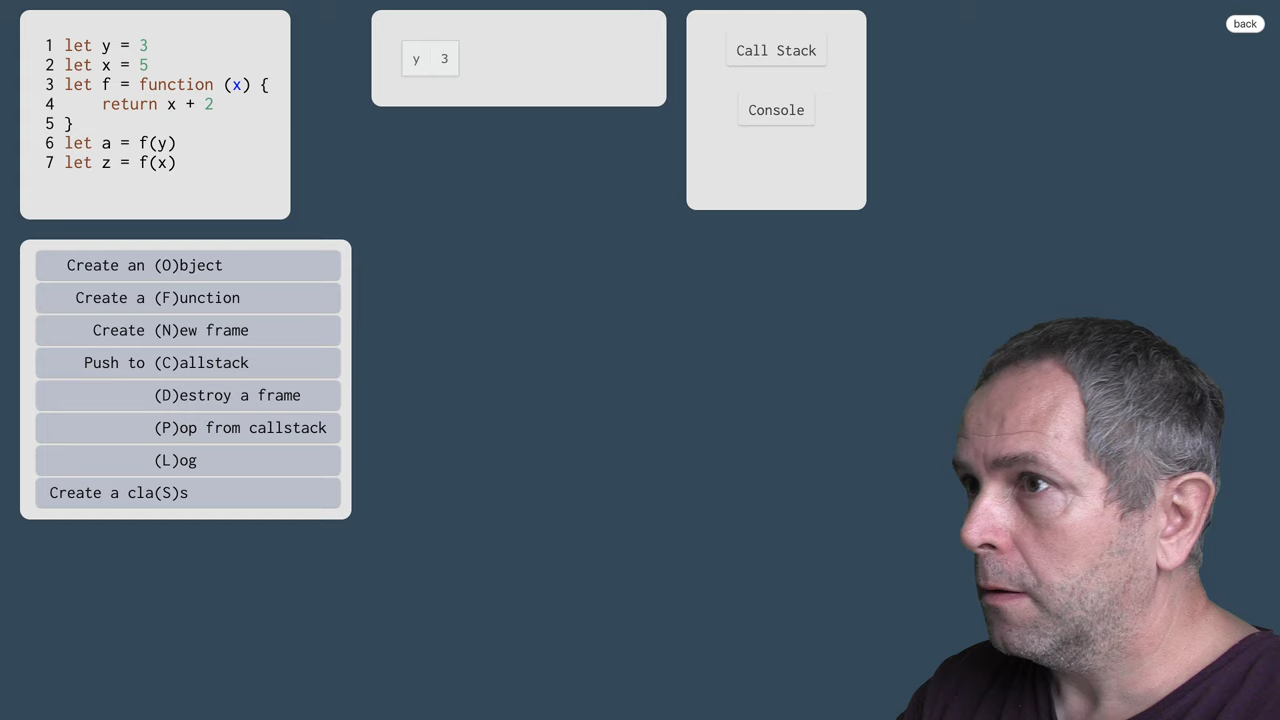 1 let y = 3
2 let x = 5
3 let f = function (x) {
4     return x + 2
5 }
6 let a = f(y)
7 let z = f(x)
y 3
Call Stack
Console
back
Create an (O)bject
Create a (F)unction
Create (N)ew frame
Push to (C)allstack
(D)estroy a frame
(P)op from callstack
(L)og
Create a cla(S)s